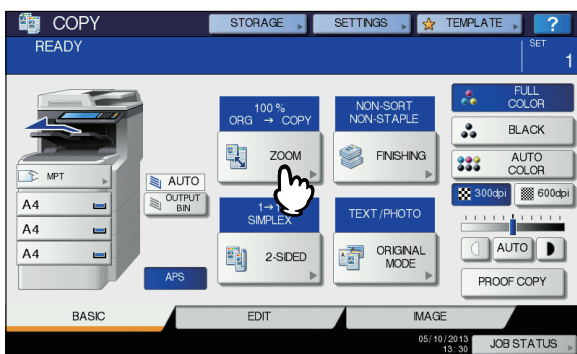 COPY
STORAGE
SETTINGS
TEMPLATE
?
READY
SET
1
100 %
ORG → COPY
ZOOM
NON-SORT
NON-STAPLE
FINISHING
FULL
COLOR
BLACK
AUTO
COLOR
300dpi
600dpi
MPT
A4
A4
A4
A4
AUTO
OUTPUT
BIN
APS
SIMPLEX
2-SIDED
TEXT/PHOTO
ORIGINAL
MODE
AUTO
PROOF COPY
BASIC
EDIT
IMAGE
05/10/2013
13:30
JOB STATUS